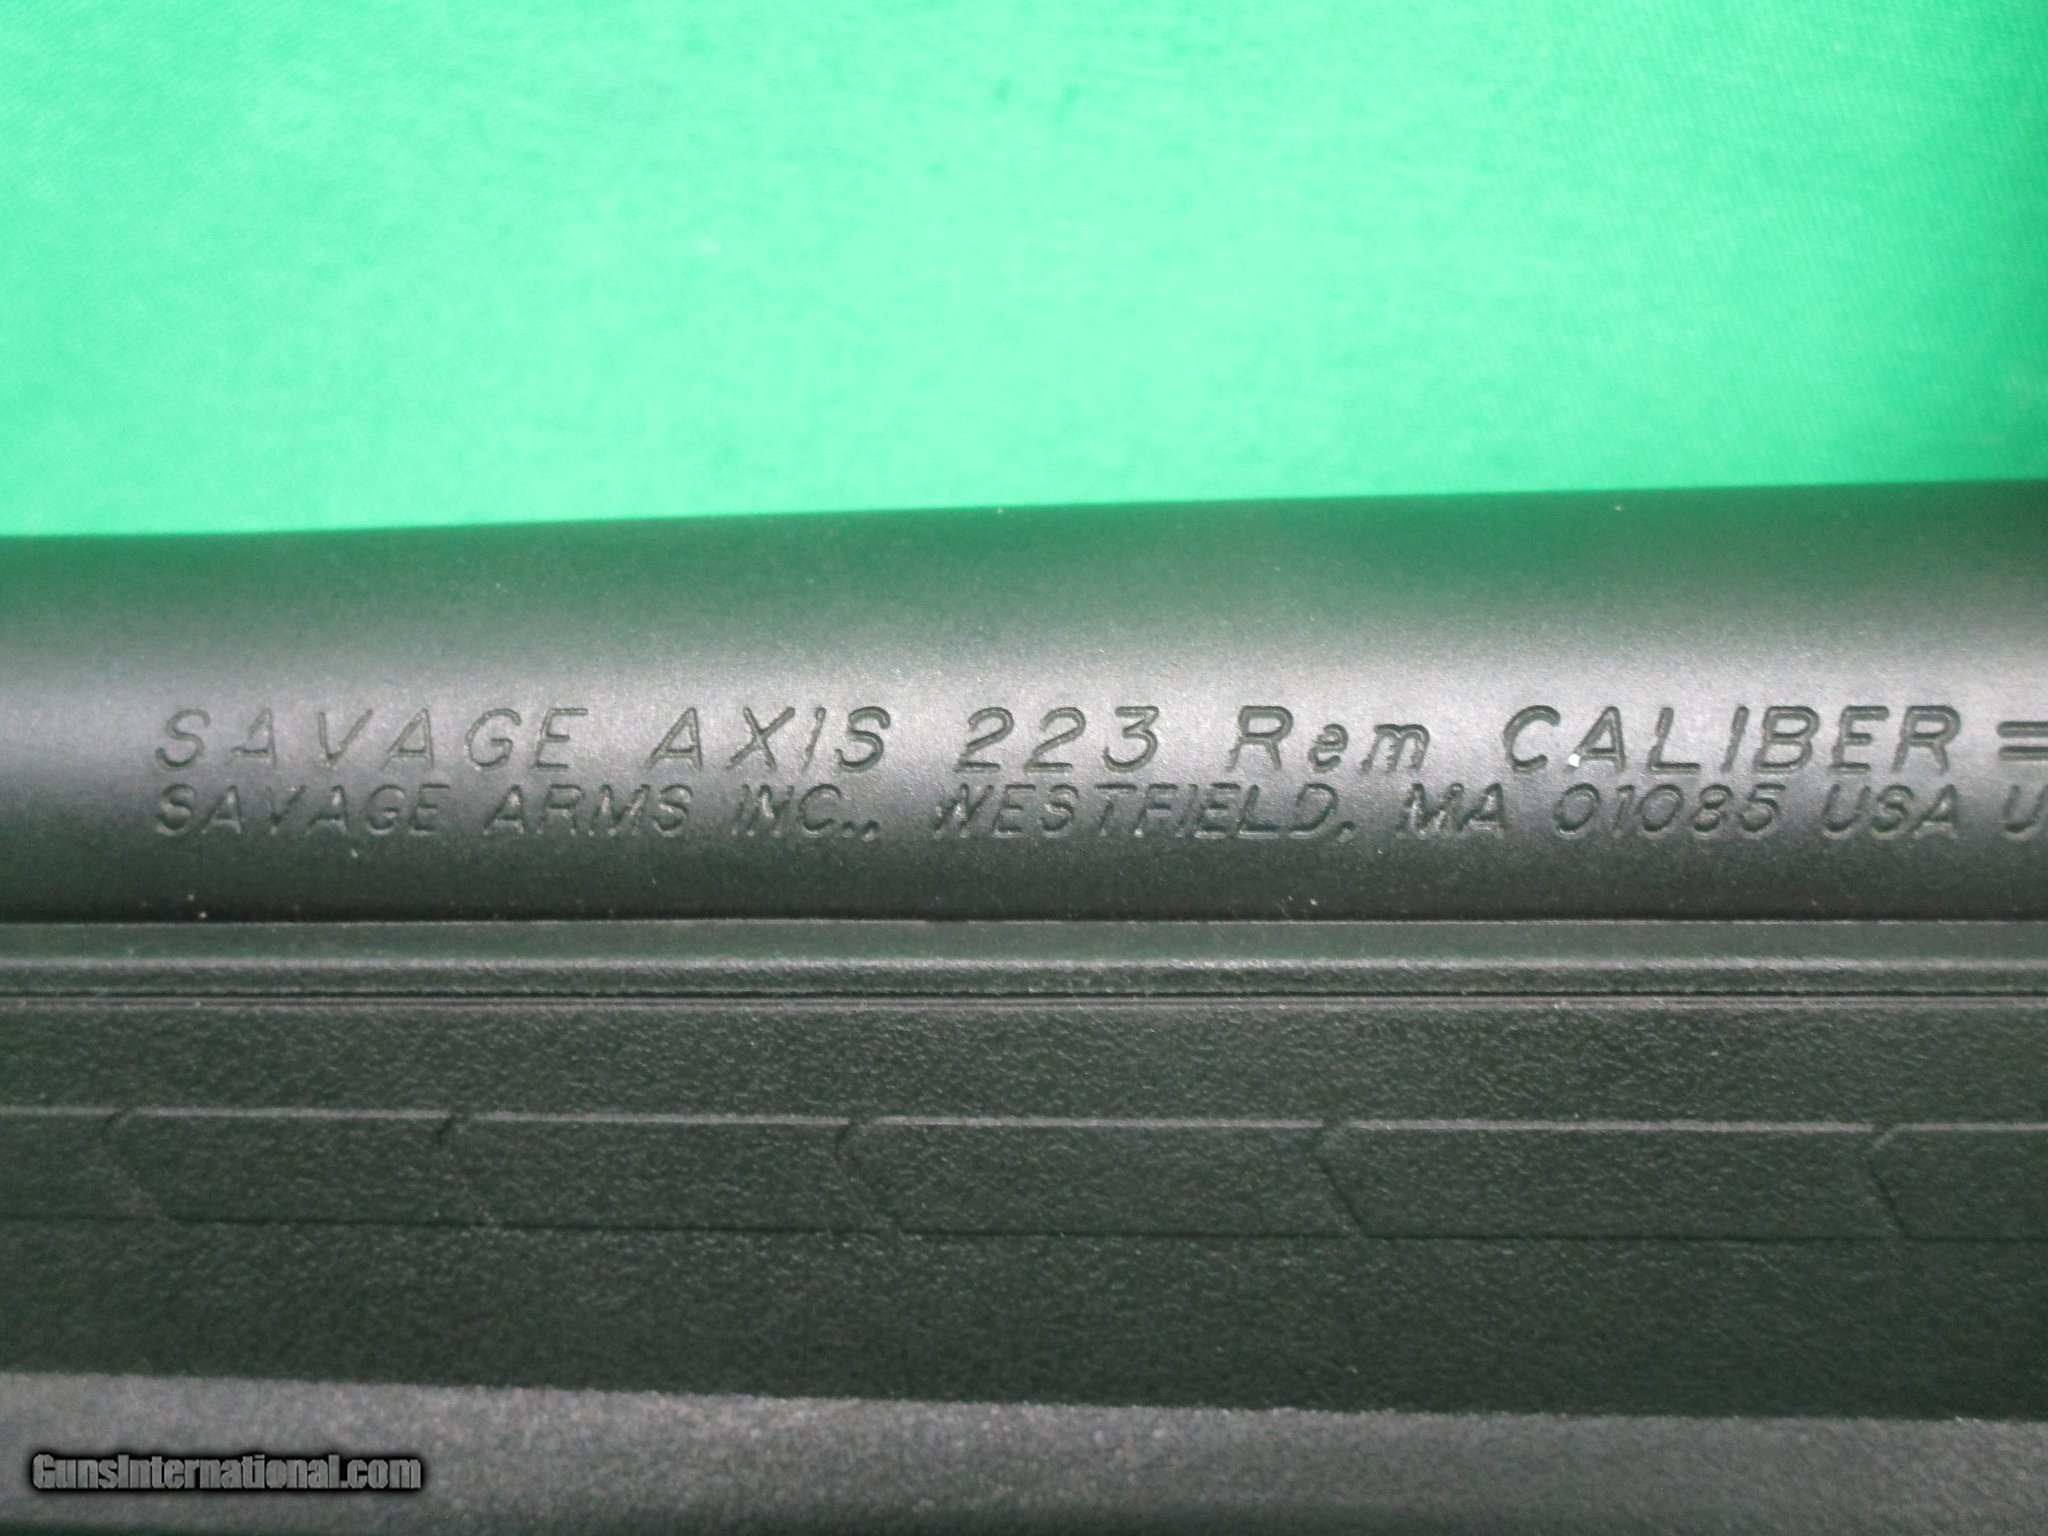 SAVAGE AXIS 223 Rem CALIBER =
SAVAGE ARMS INC., WESTFIELD, MA 01085 USA U
GunsInternational.com